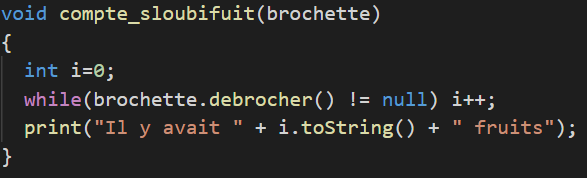 void compte_sloubifuit(brochette)
{
  int i=0;
  while(brochette.debrocher() != null) i++;
  print("Il y avait " + i.toString() + " fruits");
}